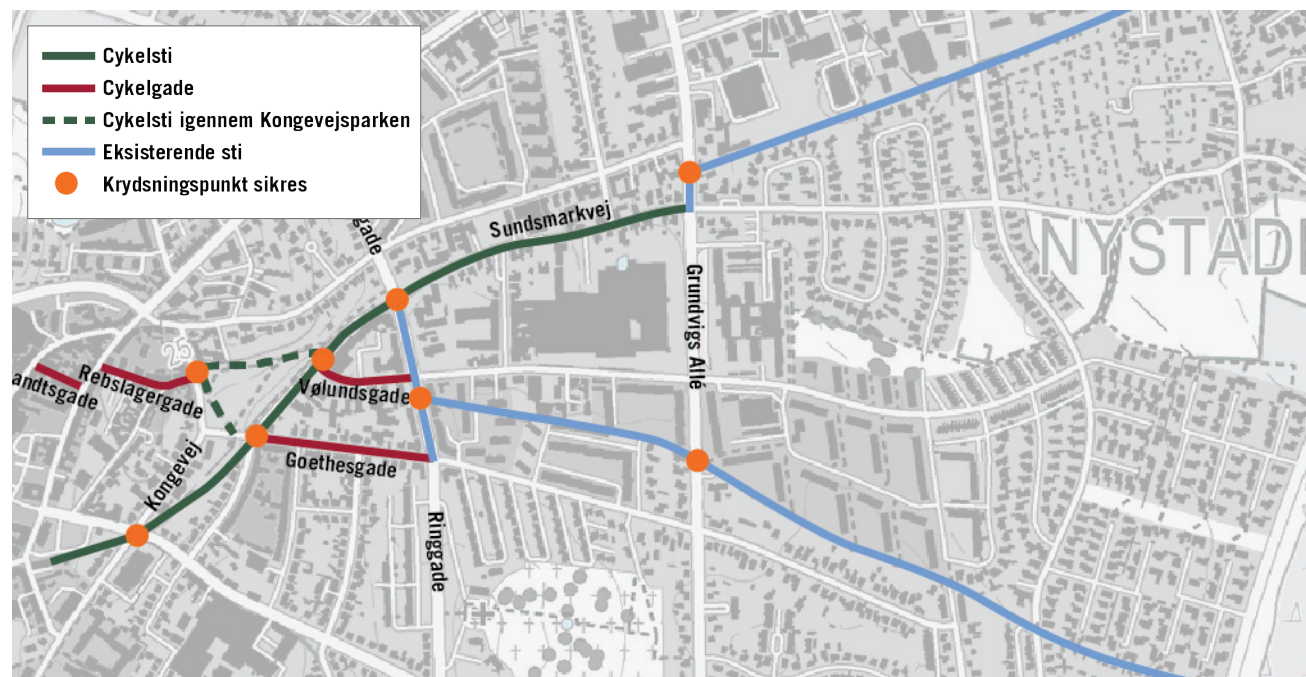 Cykelsti
Cykelgade
Cykelsti igennem Kongevejsparken
Eksisterende sti
Krydsningspunkt sikres
gade
Sundsmarkvej
NYSTAD
Grundvigs Allé
25
Rebslagergade
andtsgade
Vølundsgade
Kongevej
Goethesgade
Ringgade